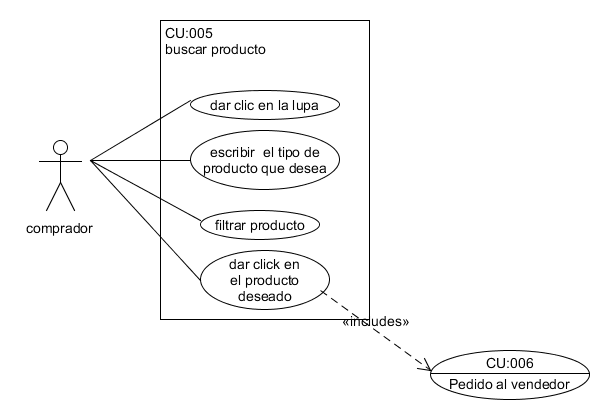 CU:005
buscar producto
dar clic en la lupa
escribir el tipo de
producto que desea
comprador
filtrar producto
dar click en
el producto
deseado
«includes»
CU:006
Pedido al vendedor